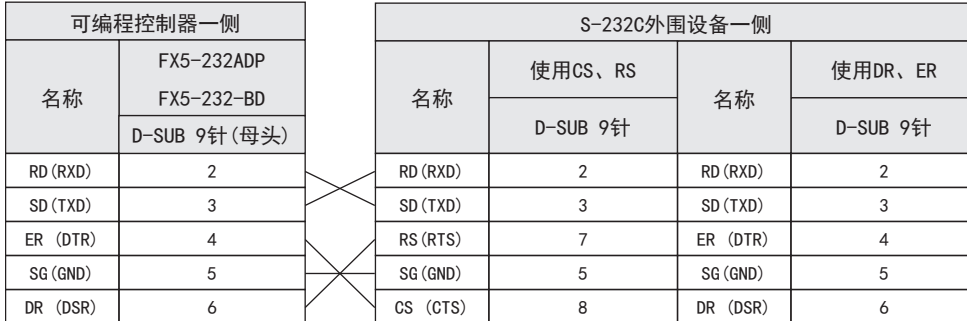 可编程控制器一侧 S-232C外围设备一侧
名称 FX5-232ADP 名称 使用CS、RS 名称 使用DR、ER
FX5-232-BD
D-SUB 9针(母头) D-SUB 9针 D-SUB 9针
RD(RXD) 2 RD(RXD) 2 RD(RXD) 2
SD(TXD) 3 SD(TXD) 3 SD(TXD) 3
ER (DTR) 4 RS(RTS) 7 ER (DTR) 4
SG(GND) 5 SG(GND) 5 SG(GND) 5
DR (DSR) 6 CS (CTS) 8 DR (DSR) 6